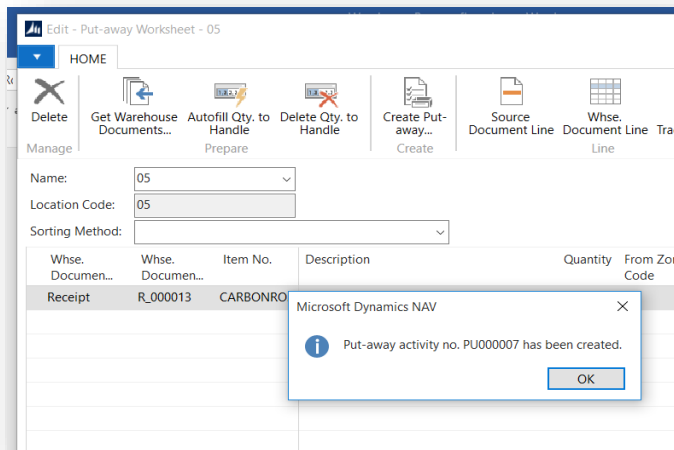 Edit - Put-away Worksheet - 05
HOME
Delete
Get Warehouse Documents...
Autofill Qty. to Handle
Delete Qty. to Handle
Create Put-away...
Source Document Line
Whse. Document Line
Manage
Prepare
Create
Line
Name:
05
Location Code:
05
Sorting Method:
Whse. Documen...
Whse. Documen...
Item No.
Description
Quantity
From Zon
Code
Receipt
R_000013
CARBONRO
Microsoft Dynamics NAV
Put-away activity no. PU000007 has been created.
OK